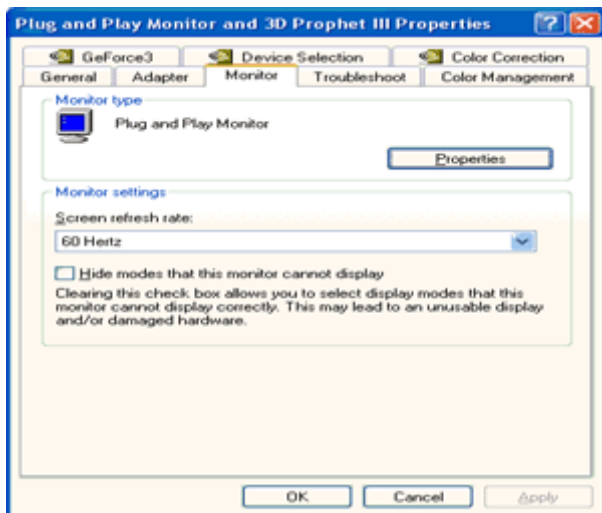 Plug and Play Monitor and 3D Prophet III Properties
GeForce3 Device Selection Color Correction
General Adapter Monitor Troubleshoot Color Management
Monitor type
Plug and Play Monitor
Properties
Monitor settings
Screen refresh rate:
60 Hertz
Hide modes that this monitor cannot display
Clearing this check box allows you to select display modes that this
monitor cannot display correctly. This may lead to an unusable display
and/or damaged hardware.
OK Cancel Apply